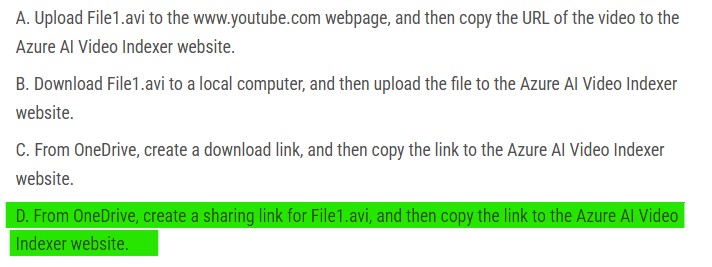 A. Upload File1.avi to the www.youtube.com webpage, and then copy the URL of the video to the
Azure AI Video Indexer website.
B. Download File1.avi to a local computer, and then upload the file to the Azure AI Video Indexer
website.
C. From OneDrive, create a download link, and then copy the link to the Azure AI Video Indexer
website.
D. From OneDrive, create a sharing link for File1.avi, and then copy the link to the Azure AI Video
Indexer website.